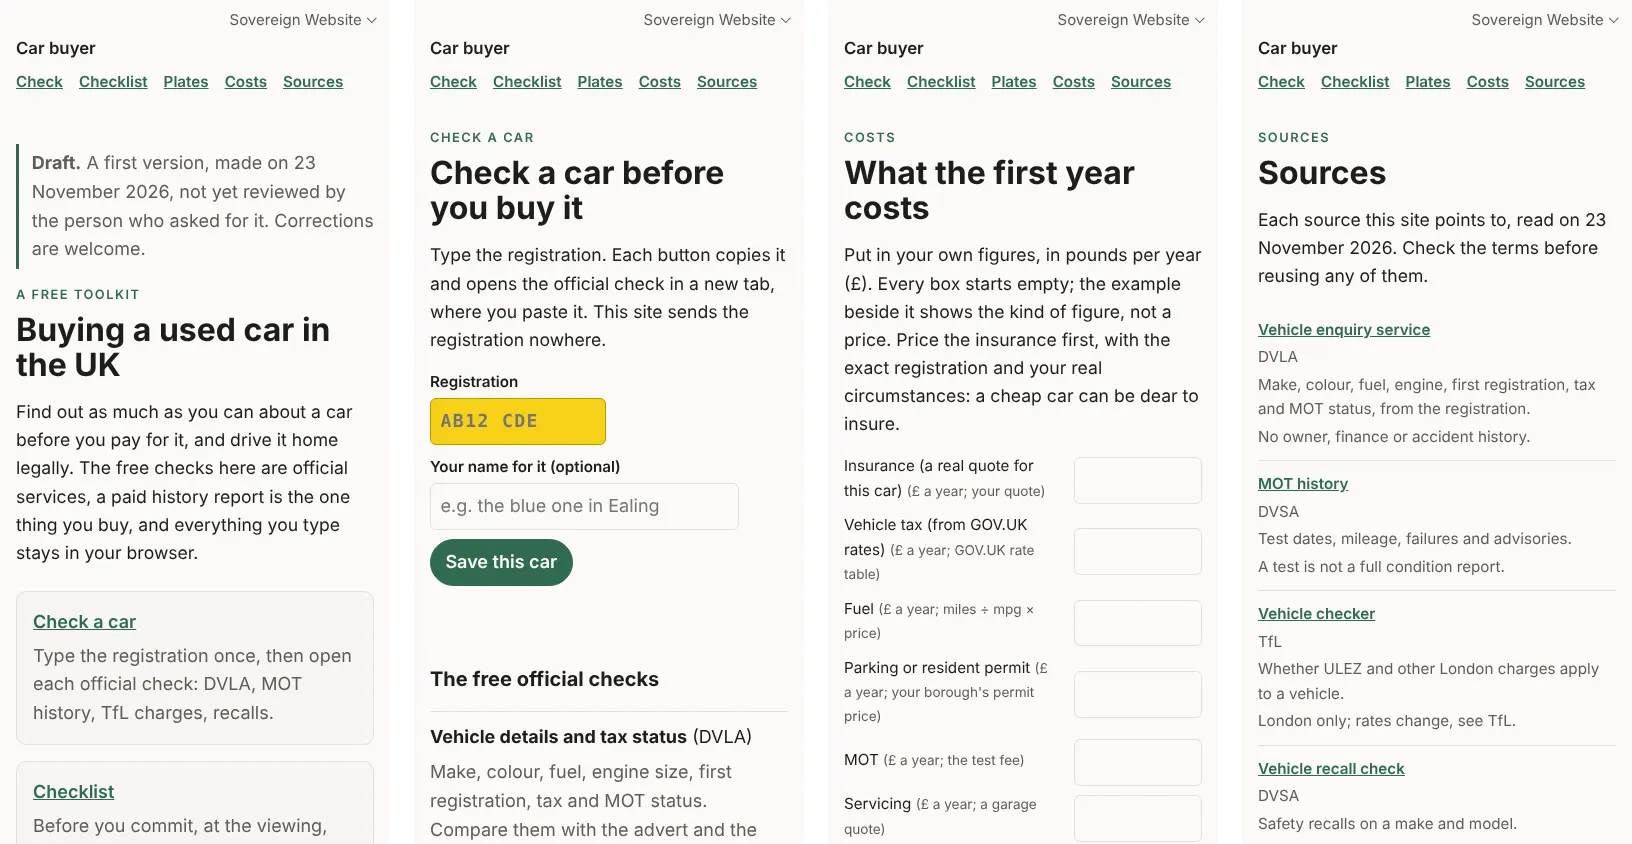 Sovereign Website
Car buyer
Check Checklist Plates Costs Sources
Draft. A first version, made on 23
November 2026, not yet reviewed by
the person who asked for it. Corrections
are welcome.
A FREE TOOLKIT
Buying a used car in
the UK
Find out as much as you can about a car
before you pay for it, and drive it home
legally. The free checks here are official
services, a paid history report is the one
thing you buy, and everything you type
stays in your browser.
Check a car
Type the registration once, then open
each official check: DVLA, MOT
history, TfL charges, recalls.
Checklist
Before you commit, at the viewing,
Sovereign Website
Car buyer
Check Checklist Plates Costs Sources
CHECK A CAR
Check a car before
you buy it
Type the registration. Each button copies it
and opens the official check in a new tab,
where you paste it. This site sends the
registration nowhere.
Registration
AB12 CDE
Your name for it (optional)
e.g. the blue one in Ealing
Save this car
The free official checks
Vehicle details and tax status (DVLA)
Make, colour, fuel, engine size, first
registration, tax and MOT status.
Compare them with the advert and the
Sovereign Website
Car buyer
Check Checklist Plates Costs Sources
COSTS
What the first year
costs
Put in your own figures, in pounds per year
(£). Every box starts empty; the example
beside it shows the kind of figure, not a
price. Price the insurance first, with the
exact registration and your real
circumstances: a cheap car can be dear to
insure.
Insurance (a real quote for
this car) (£ a year; your quote)
Vehicle tax (from GOV.UK
rates) (£ a year; GOV.UK rate
table)
Fuel (£ a year; miles ÷ mpg ×
price)
Parking or resident permit (£
a year; your borough's permit
price)
MOT (£ a year; the test fee)
Servicing (£ a year; a garage
quote)
Sovereign Website
Car buyer
Check Checklist Plates Costs Sources
SOURCES
Sources
Each source this site points to, read on 23
November 2026. Check the terms before
reusing any of them.
Vehicle enquiry service
DVLA
Make, colour, fuel, engine, first registration, tax
and MOT status, from the registration.
No owner, finance or accident history.
MOT history
DVSA
Test dates, mileage, failures and advisories.
A test is not a full condition report.
Vehicle checker
TfL
Whether ULEZ and other London charges apply
to a vehicle.
London only; rates change, see TfL.
Vehicle recall check
DVSA
Safety recalls on a make and model.